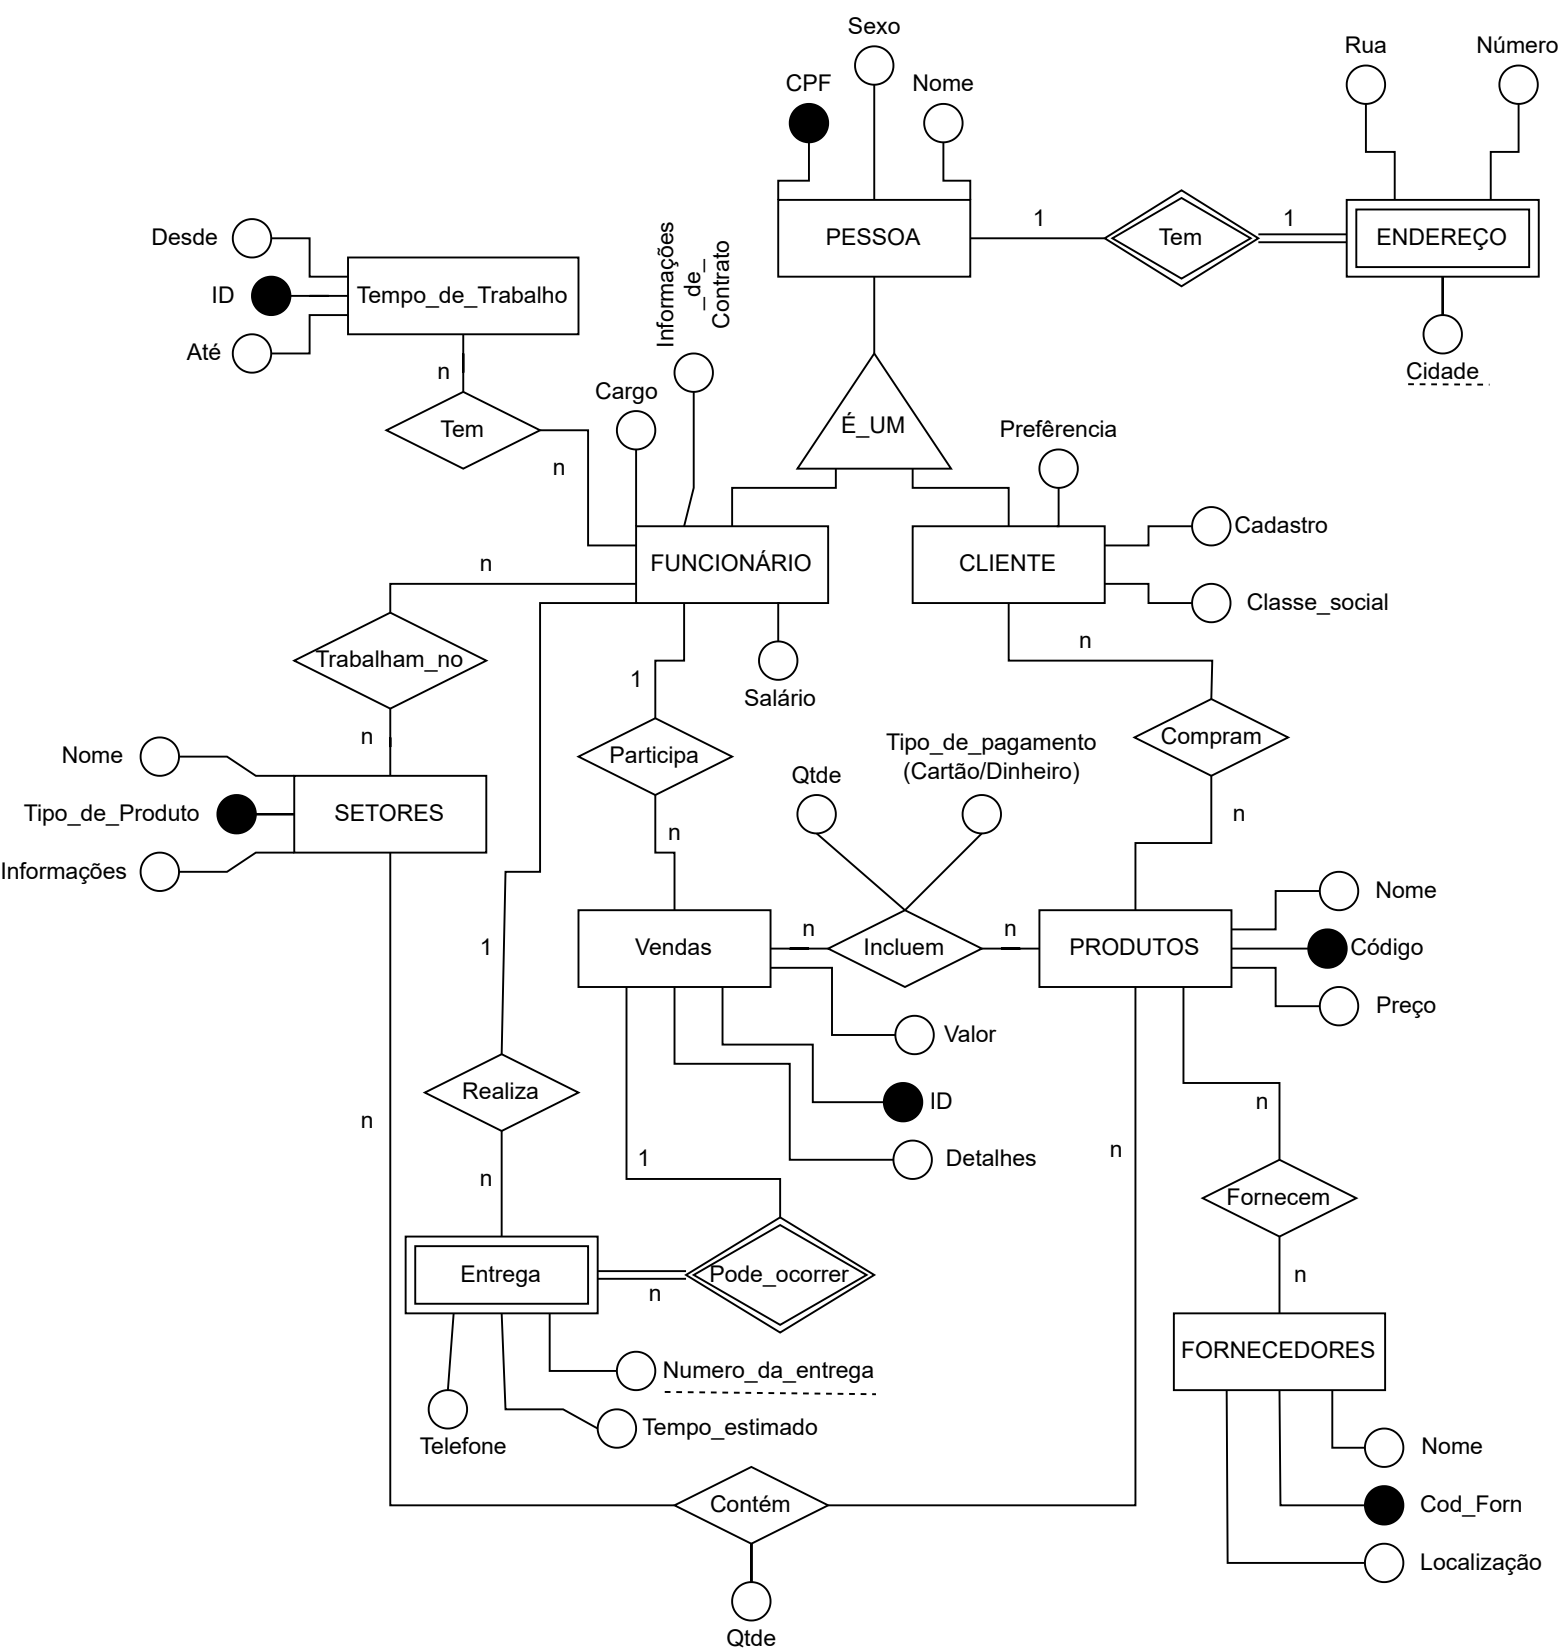 Sexo
CPF
Nome
Rua
Número
PESSOA
1
Tem
1
ENDEREÇO
Cidade
Desde
ID
Até
Tempo_de_Trabalho
Informações
_de_
Contrato
n
Tem
n
Cargo
É_UM
Prefêrencia
Cadastro
Classe_social
FUNCIONÁRIO
CLIENTE
n
Trabalham_no
n
1
Salário
n
Participa
Compram
Tipo_de_pagamento
(Cartão/Dinheiro)
Qtde
Nome
Tipo_de_Produto
Informações
SETORES
n
n
Vendas
n
Incluem
n
PRODUTOS
Nome
Código
Preço
1
Valor
ID
Detalhes
Realiza
n
n
n
1
n
Fornecem
n
Entrega
n
Pode_ocorrer
Numero_da_entrega
Tempo_estimado
Telefone
FORNECEDORES
Nome
Cod_Forn
Localização
Contém
Qtde